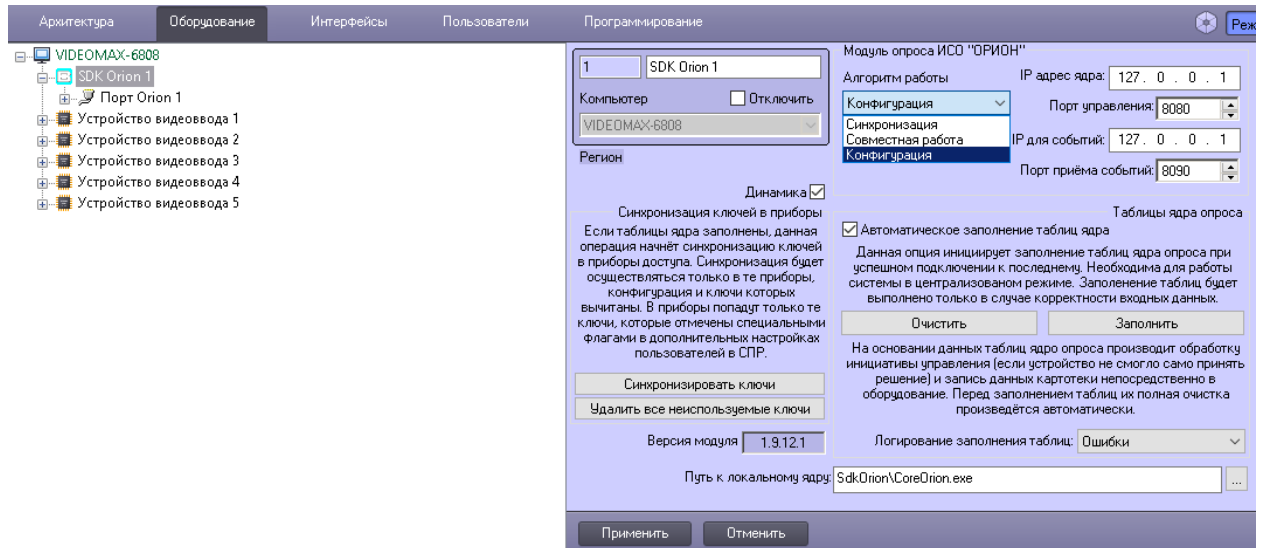 Архитектура Оборудование Интерфейсы Пользователи Программирование Реж
VIDEOMAX-6808
SDK Orion 1
Порт Orion 1
Устройство видеоввода 1
Устройство видеоввода 2
Устройство видеоввода 3
Устройство видеоввода 4
Устройство видеоввода 5
1 SDK Orion 1
Компьютер Отключить
VIDEOMAX-6808
Регион
Динамика
Синхронизация ключей в приборы
Если таблицы ядра заполнены, данная
операция начнёт синхронизацию ключей
в приборы доступа. Синхронизация будет
осуществляться только в те приборы,
конфигурация и ключи которых
вычитаны. В приборы попадут только те
ключи, которые отмечены специальными
флагами в дополнительных настройках
пользователей в СПР.
Синхронизировать ключи
Удалить все неиспользуемые ключи
Версия модуля 1.9.12.1
Модуль опроса ИСО "ОРИОН"
Алгоритм работы
Конфигурация
Синхронизация
Совместная работа
Конфигурация
IP адрес ядра: 127. 0 . 0 . 1
Порт управления: 8080
IP для событий: 127. 0 . 0 . 1
Порт приёма событий: 8090
Таблицы ядра опроса
Автоматическое заполнение таблиц ядра
Данная опция инициирует заполнение таблиц ядра опроса при
успешном подключении к последнему. Необходима для работы
системы в централизованом режиме. Заполенение таблиц будет
выполнено только в случае корректности входных данных.
Очистить Заполнить
На основании данных таблиц ядро опроса производит обработку
инициативы управления (если устройство не смогло само принять
решение) и запись данных картотеки непосредственно в
оборудование. Перед заполнением таблиц их полная очистка
произведётся автоматически.
Логирование заполнения таблиц: Ошибки
Путь к локальному ядру: SdkOrion\CoreOrion.exe ...
Применить Отменить